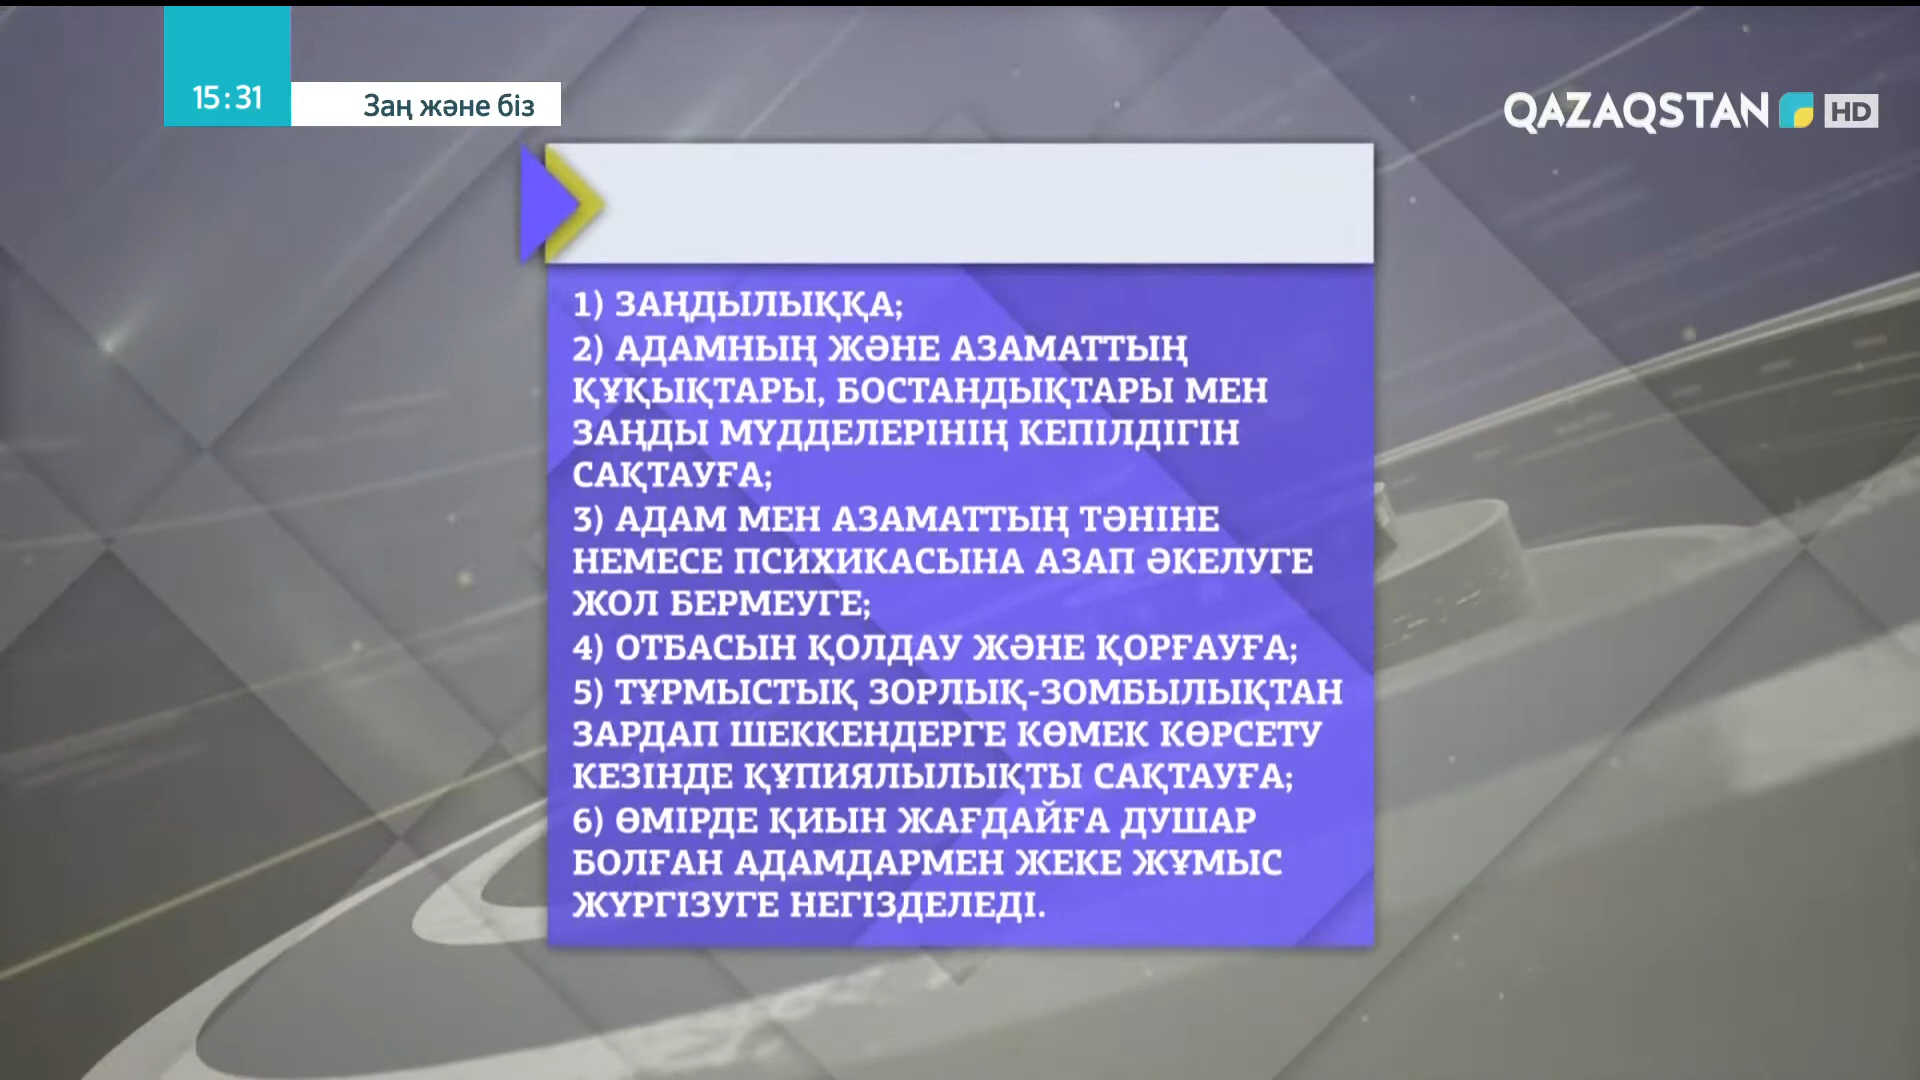 15:31
Заң және біз
QAZAQSTAN HD
1) ЗАҢДЫЛЫҚҚА;
2) АДАМНЫҢ ЖӘНЕ АЗАМАТТЫҢ
ҚҰҚЫҚТАРЫ, БОСТАНДЫҚТАРЫ МЕН
ЗАҢДЫ МҮДДЕЛЕРІНІҢ КЕПІЛДІГІН
САҚТАУҒА;
3) АДАМ МЕН АЗАМАТТЫҢ ТӘНІНЕ
НЕМЕСЕ ПСИХИКАСЫНА АЗАП ӘКЕЛУГЕ
ЖОЛ БЕРМЕУГЕ;
4) ОТБАСЫН ҚОЛДАУ ЖӘНЕ ҚОРҒАУҒА;
5) ТҰРМЫСТЫҚ ЗОРЛЫҚ-ЗОМБЫЛЫҚТАН
ЗАРДАП ШЕККЕНДЕРГЕ КӨМЕК КӨРСЕТУ
КЕЗІНДЕ ҚҰПИЯЛЫЛЫҚТЫ САҚТАУҒА;
6) ӨМІРДЕ ҚИЫН ЖАҒДАЙҒА ДУШАР
БОЛҒАН АДАМДАРМЕН ЖЕКЕ ЖҰМЫС
ЖҮРГІЗУГЕ НЕГІЗДЕЛЕДІ.